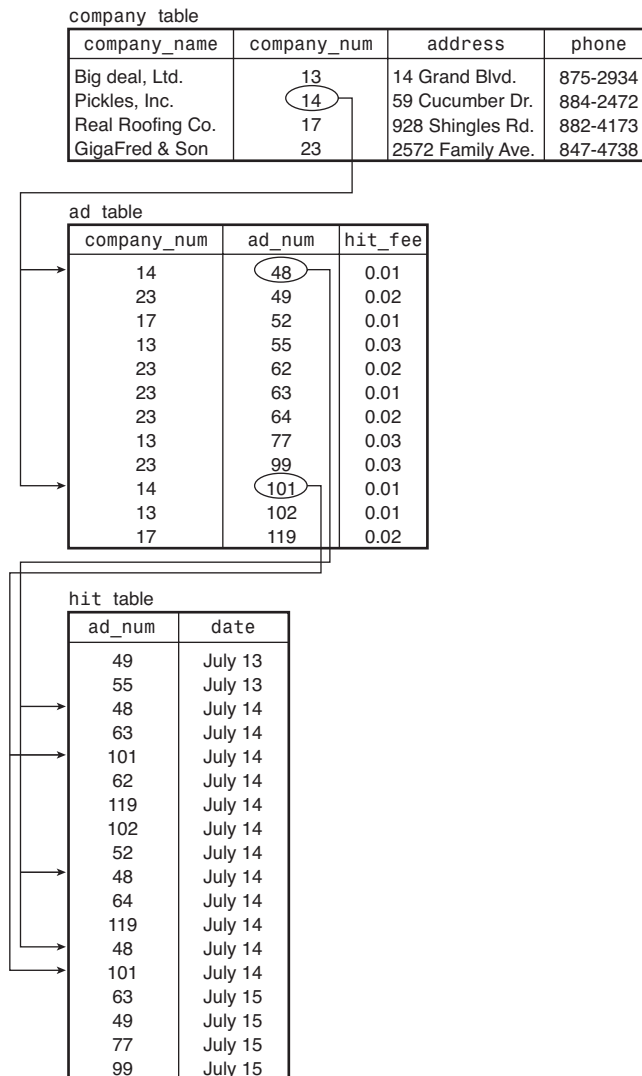 company table
company_name company_num address phone
Big deal, Ltd. 13 14 Grand Blvd. 875-2934
Pickles, Inc. 14 59 Cucumber Dr. 884-2472
Real Roofing Co. 17 928 Shingles Rd. 882-4173
GigaFred & Son 23 2572 Family Ave. 847-4738
ad table
company_num ad_num hit_fee
14 48 0.01
23 49 0.02
17 52 0.01
13 55 0.03
23 62 0.02
23 63 0.01
23 64 0.02
13 77 0.03
23 99 0.03
14 101 0.01
13 102 0.01
17 119 0.02
hit table
ad_num date
49 July 13
55 July 13
48 July 14
63 July 14
101 July 14
62 July 14
119 July 14
102 July 14
52 July 14
48 July 14
64 July 14
119 July 14
48 July 14
101 July 14
63 July 15
49 July 15
77 July 15
99 July 15